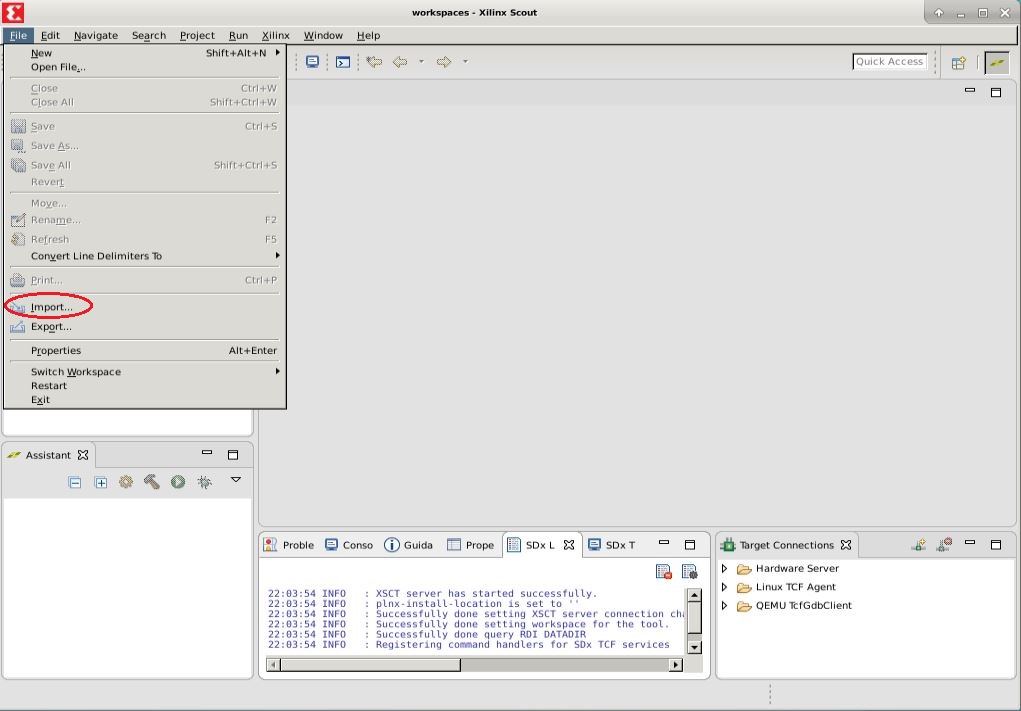 workspaces - Xilinx Scout
File Edit Navigate Search Project Run Xilinx Window Help
New Shift+Alt+N
Open File...
Close Ctrl+W
Close All Shift+Ctrl+W
Save Ctrl+S
Save As...
Save All Shift+Ctrl+S
Revert
Move...
Rename... F2
Refresh F5
Convert Line Delimiters To
Print... Ctrl+P
Import...
Export...
Properties Alt+Enter
Switch Workspace
Restart
Exit
Quick Access
Assistant
Proble Conso Guida Prope SDx L SDx T
22:03:54 INFO : XSCT server has started successfully.
22:03:54 INFO : plnx-install-location is set to ''
22:03:54 INFO : Successfully done setting XSCT server connection cha
22:03:54 INFO : Successfully done setting workspace for the tool.
22:03:54 INFO : Successfully done query RDI DATADIR
22:03:54 INFO : Registering command handlers for SDx TCF services
Target Connections
Hardware Server
Linux TCF Agent
QEMU TcfGdbClient